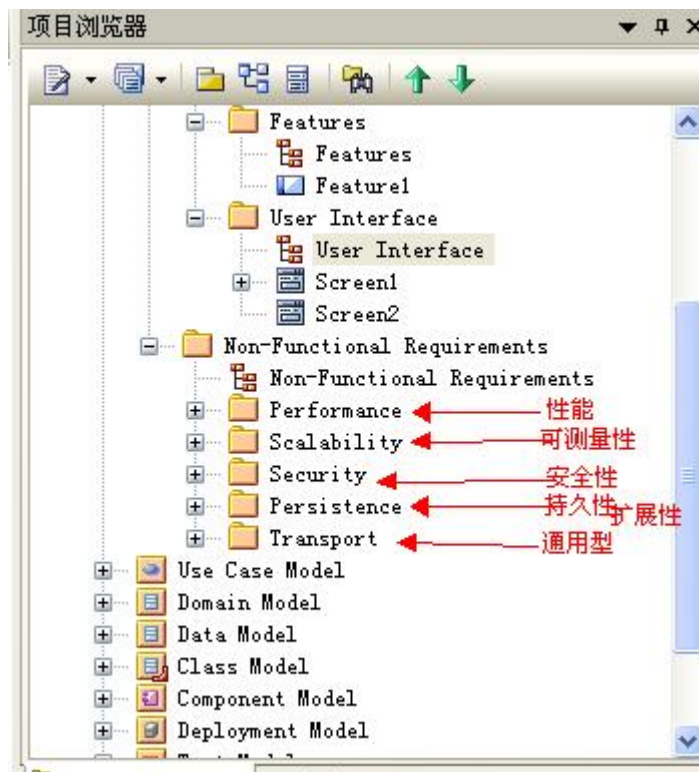 项目浏览器
Features
Features
Feature1
User Interface
User Interface
Screen1
Screen2
Non-Functional Requirements
Non-Functional Requirements
Performance 性能
Scalability 可测量性
Security 安全性
Persistence 持久性 扩展性
Transport 通用型
Use Case Model
Domain Model
Data Model
Class Model
Component Model
Deployment Model